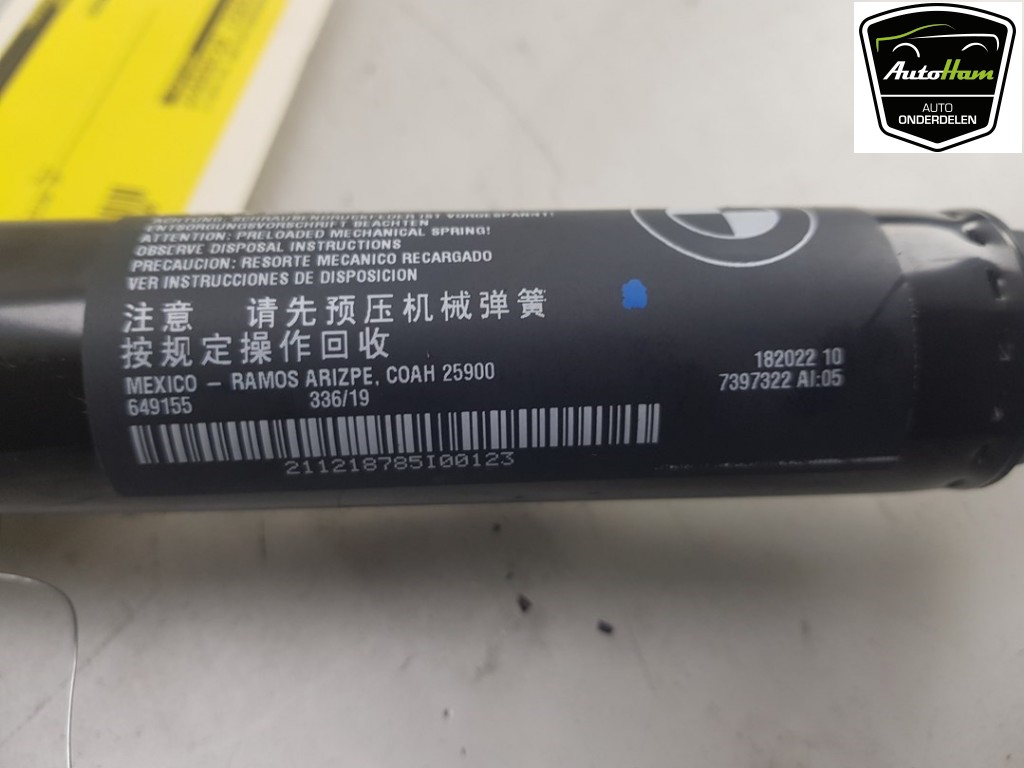 AutoHam
AUTO
ONDERDELEN
ACHTUNG, SCHRAUBENDRUCKFEDER IST VORGESPANNT!
ENTSORGUNGSVORSCHRIFT BEACHTEN
ATTENTION: PRELOADED MECHANICAL SPRING!
OBSERVE DISPOSAL INSTRUCTIONS
PRECAUCION: RESORTE MECANICO RECARGADO
VER INSTRUCCIONES DE DISPOSICION
注意 请先预压机械弹簧
按规定操作回收
MEXICO – RAMOS ARIZPE, COAH 25900
649155 336/19
182022 10
7397322 AI:05
211218785I00123